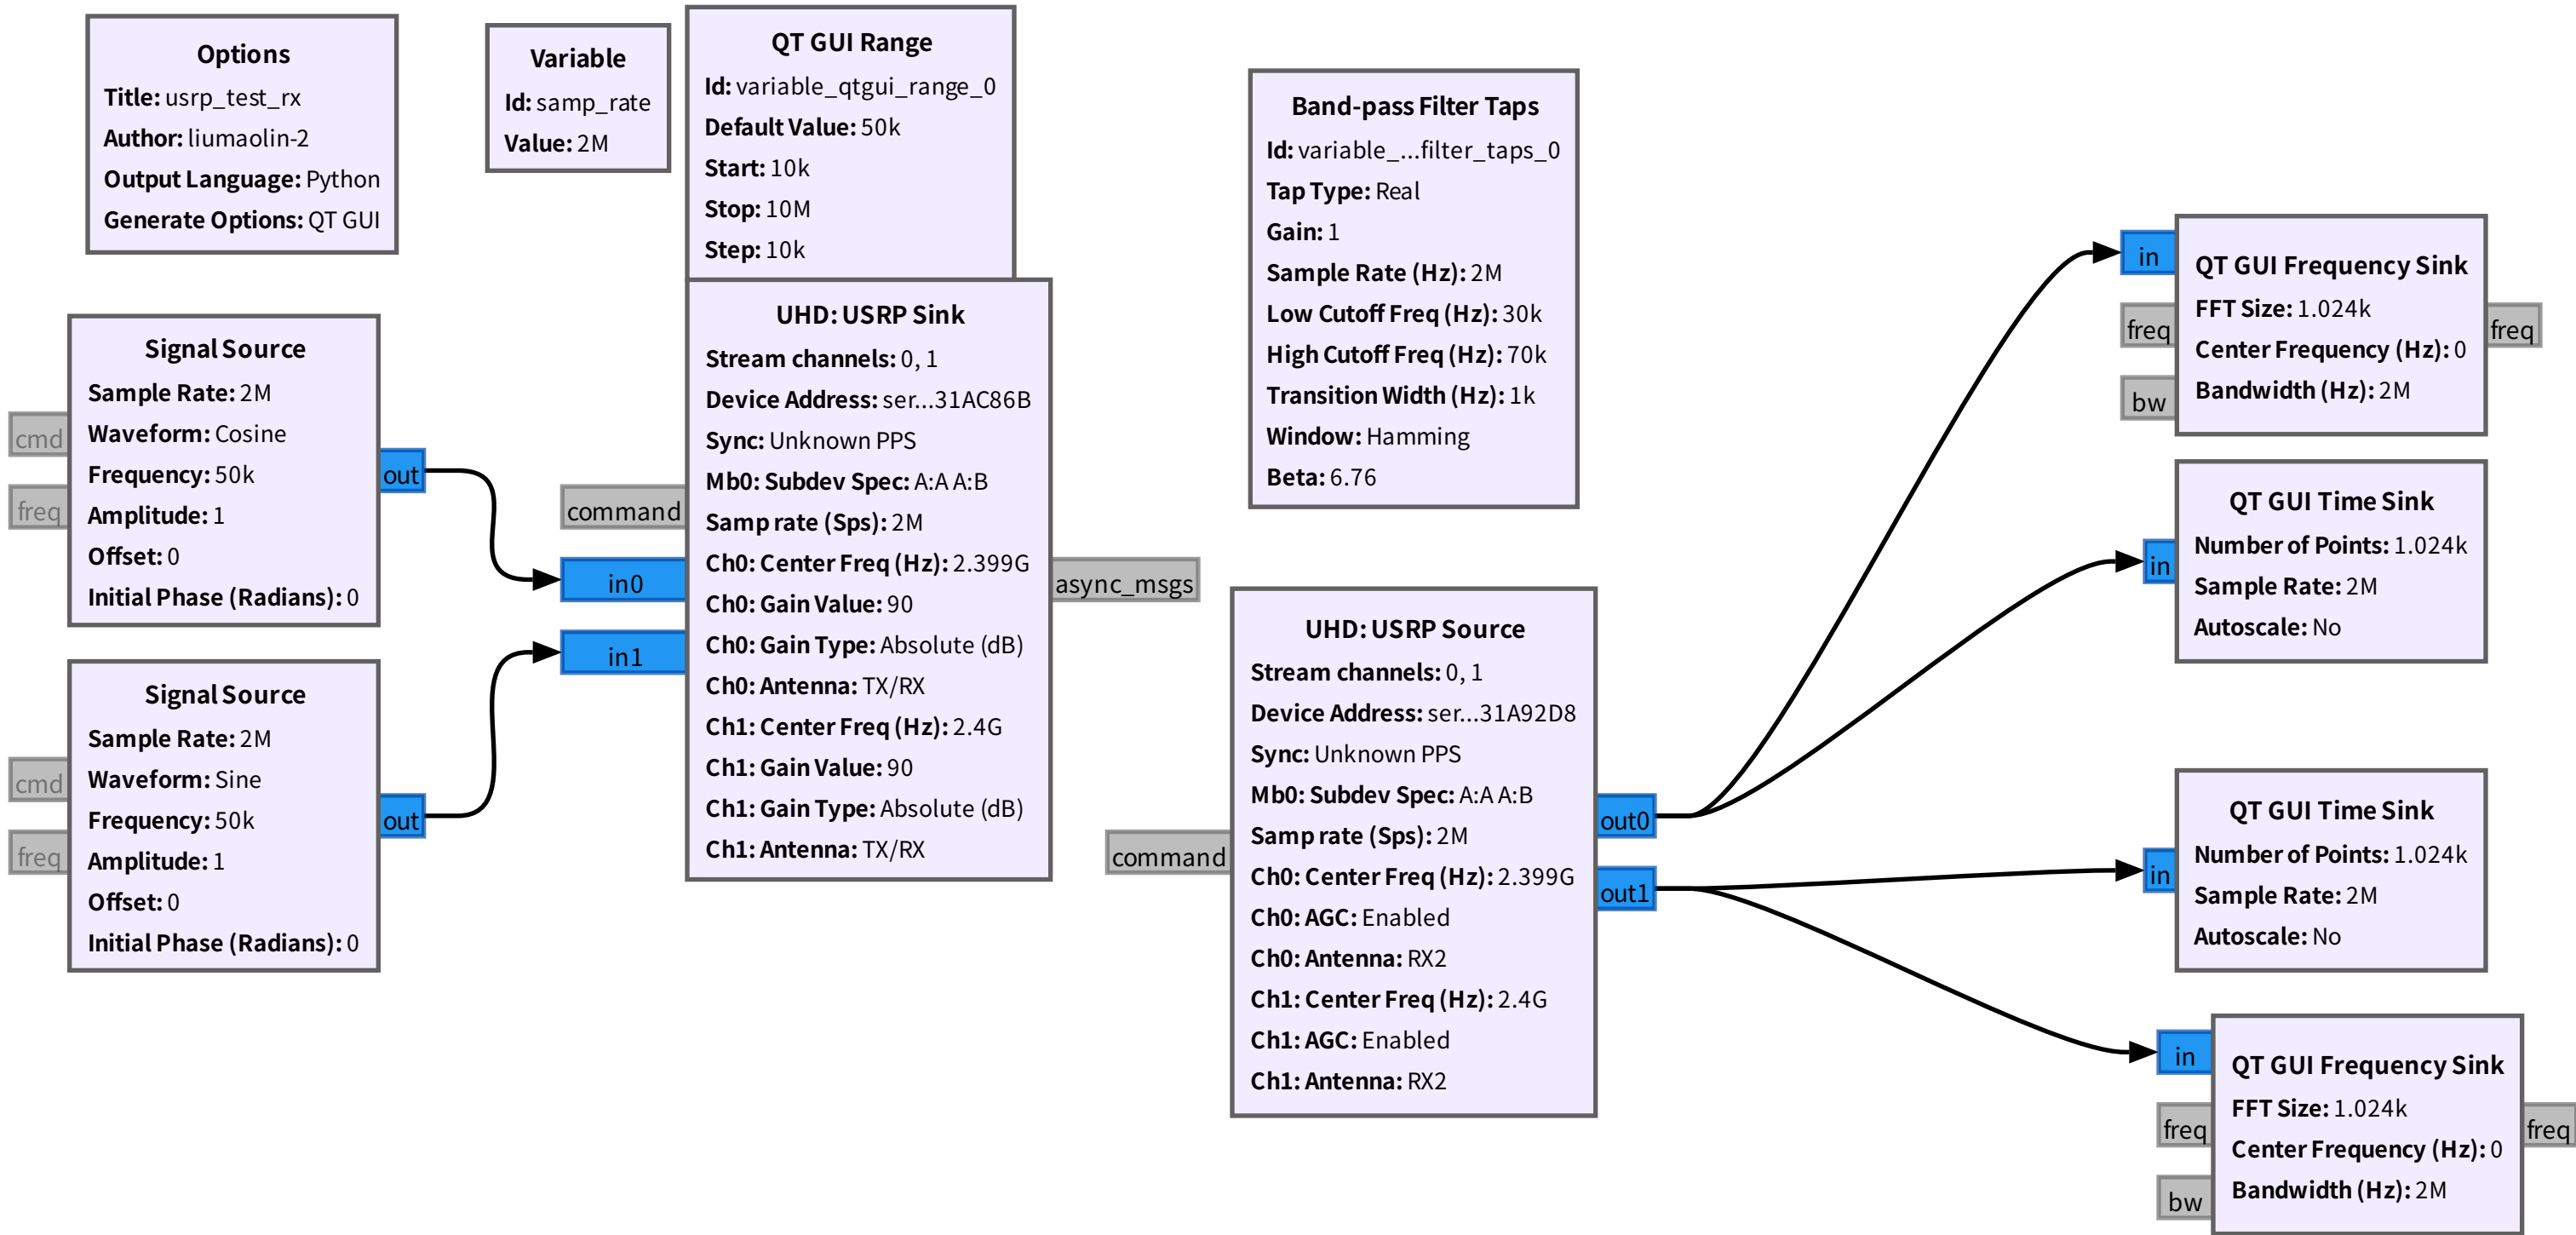 Options
Title: usrp_test_rx
Author: liumaolin-2
Output Language: Python
Generate Options: QT GUI
Variable
Id: samp_rate
Value: 2M
QT GUI Range
Id: variable_qtgui_range_0
Default Value: 50k
Start: 10k
Stop: 10M
Step: 10k
Band-pass Filter Taps
Id: variable_...filter_taps_0
Tap Type: Real
Gain: 1
Sample Rate (Hz): 2M
Low Cutoff Freq (Hz): 30k
High Cutoff Freq (Hz): 70k
Transition Width (Hz): 1k
Window: Hamming
Beta: 6.76
Signal Source
Sample Rate: 2M
Waveform: Cosine
Frequency: 50k
Amplitude: 1
Offset: 0
Initial Phase (Radians): 0
cmd
freq
out
Signal Source
Sample Rate: 2M
Waveform: Sine
Frequency: 50k
Amplitude: 1
Offset: 0
Initial Phase (Radians): 0
cmd
freq
out
UHD: USRP Sink
Stream channels: 0, 1
Device Address: ser...31AC86B
Sync: Unknown PPS
Mb0: Subdev Spec: A:A A:B
Samp rate (Sps): 2M
Ch0: Center Freq (Hz): 2.399G
Ch0: Gain Value: 90
Ch0: Gain Type: Absolute (dB)
Ch0: Antenna: TX/RX
Ch1: Center Freq (Hz): 2.4G
Ch1: Gain Value: 90
Ch1: Gain Type: Absolute (dB)
Ch1: Antenna: TX/RX
command
in0
in1
async_msgs
UHD: USRP Source
Stream channels: 0, 1
Device Address: ser...31A92D8
Sync: Unknown PPS
Mb0: Subdev Spec: A:A A:B
Samp rate (Sps): 2M
Ch0: Center Freq (Hz): 2.399G
Ch0: AGC: Enabled
Ch0: Antenna: RX2
Ch1: Center Freq (Hz): 2.4G
Ch1: AGC: Enabled
Ch1: Antenna: RX2
command
out0
out1
QT GUI Frequency Sink
FFT Size: 1.024k
Center Frequency (Hz): 0
Bandwidth (Hz): 2M
in
freq
bw
freq
QT GUI Time Sink
Number of Points: 1.024k
Sample Rate: 2M
Autoscale: No
in
QT GUI Time Sink
Number of Points: 1.024k
Sample Rate: 2M
Autoscale: No
in
QT GUI Frequency Sink
FFT Size: 1.024k
Center Frequency (Hz): 0
Bandwidth (Hz): 2M
in
freq
bw
freq